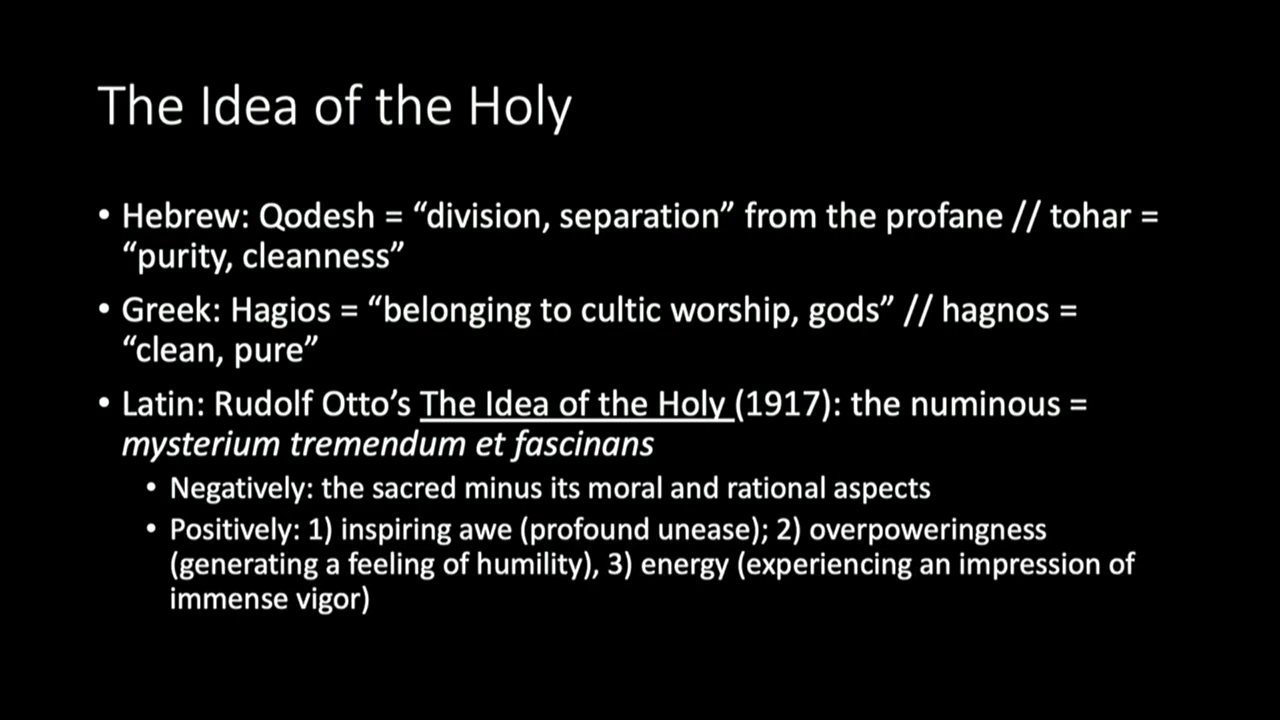 The Idea of the Holy
• Hebrew: Qodesh = “division, separation” from the profane // tohar =
“purity, cleanness”
• Greek: Hagios = “belonging to cultic worship, gods” // hagnos =
“clean, pure”
• Latin: Rudolf Otto’s The Idea of the Holy (1917): the numinous =
mysterium tremendum et fascinans
• Negatively: the sacred minus its moral and rational aspects
• Positively: 1) inspiring awe (profound unease); 2) overpoweringness
(generating a feeling of humility), 3) energy (experiencing an impression of
immense vigor)